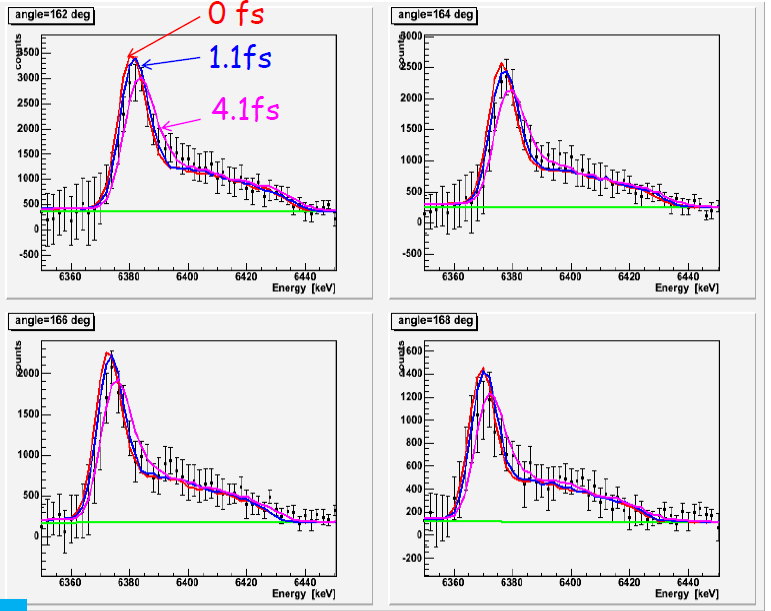 angle=162 deg
0 fs
1.1fs
4.1fs
counts
3500
3000
2500
2000
1500
1000
500
0
-500
6360 6380 6400 6420 6440
Energy [keV]
angle=164 deg
counts
3000
2500
2000
1500
1000
500
0
-500
6360 6380 6400 6420 6440
Energy [keV]
angle=166 deg
counts
2000
1500
1000
500
0
6360 6380 6400 6420 6440
Energy [keV]
angle=168 deg
counts
1600
1400
1200
1000
800
600
400
200
0
-200
6360 6380 6400 6420 6440
Energy [keV]